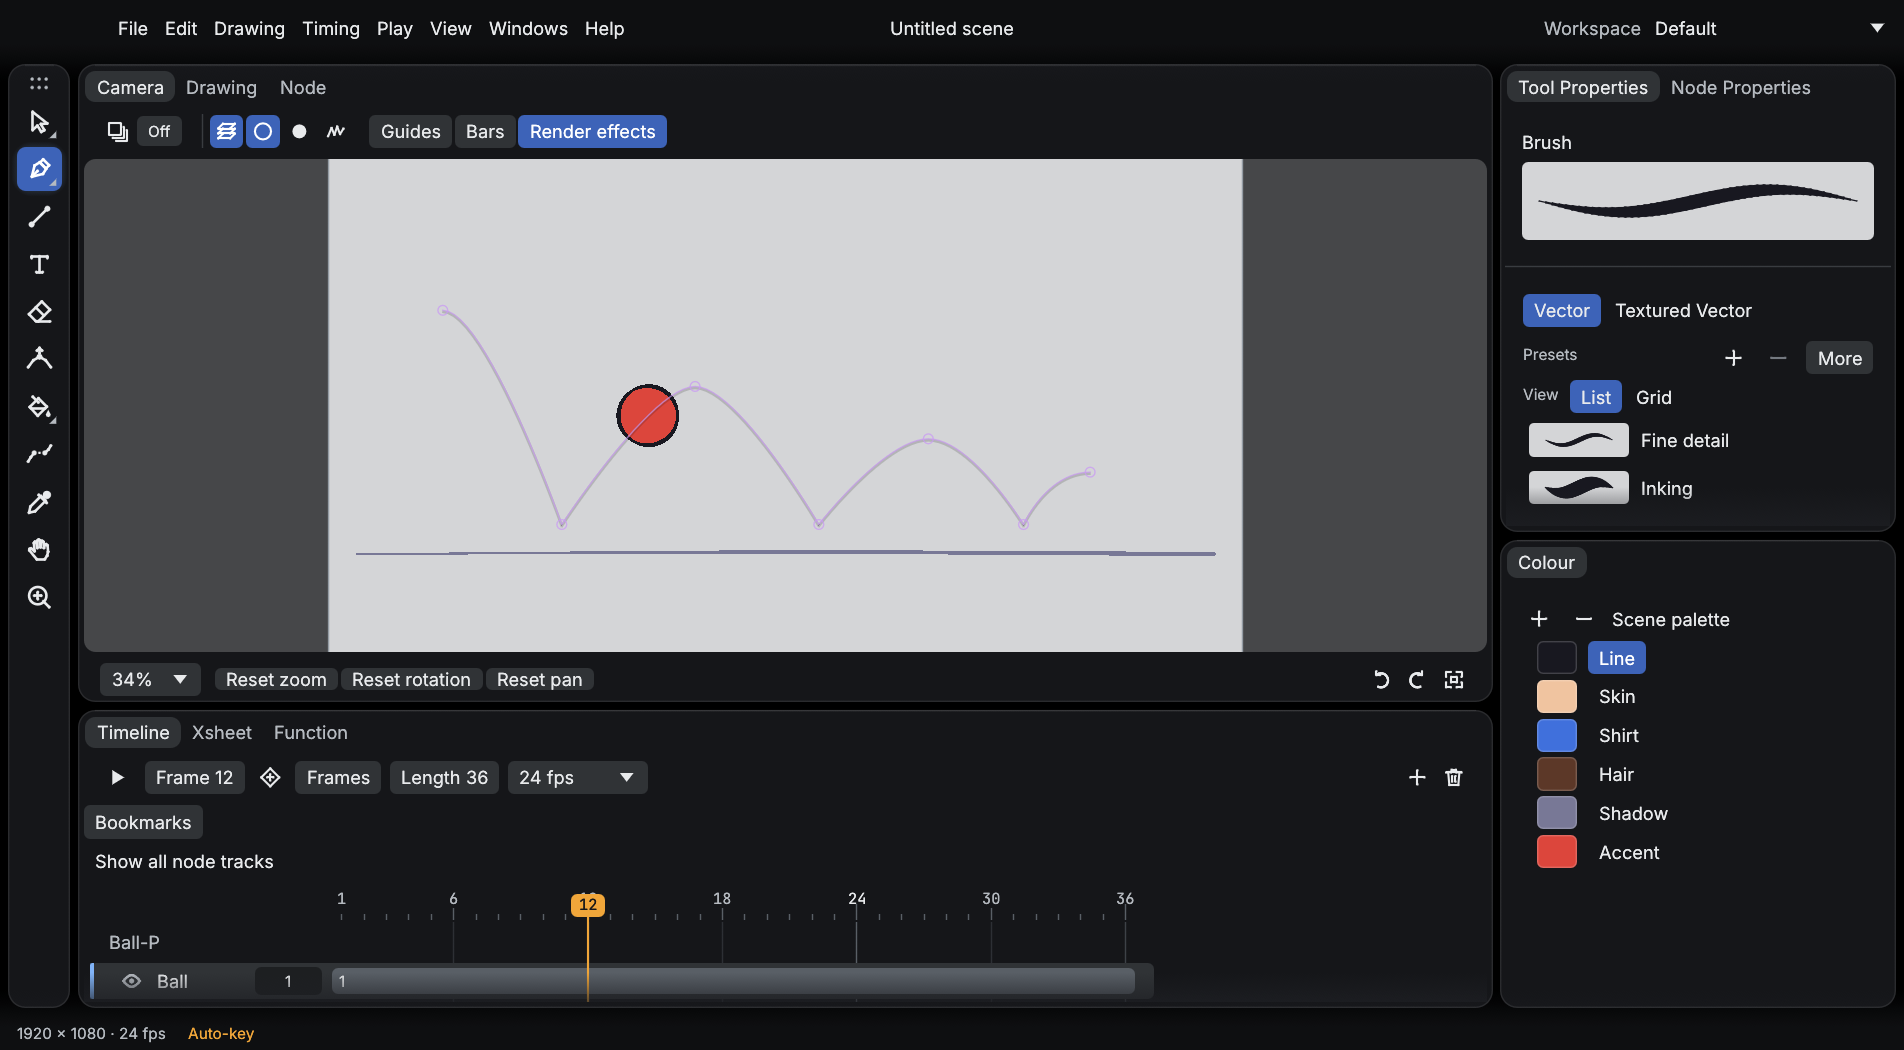 File Edit Drawing Timing Play View Windows Help
Untitled scene
Workspace Default
Camera Drawing Node
Off Guides Bars Render effects
34% Reset zoom Reset rotation Reset pan
Timeline Xsheet Function
Frame 12 Frames Length 36 24 fps
Bookmarks
Show all node tracks
1 6 12 18 24 30 36
Ball-P
Ball 1 1
Tool Properties Node Properties
Brush
Vector Textured Vector
Presets More
View List Grid
Fine detail
Inking
Colour
Scene palette
Line
Skin
Shirt
Hair
Shadow
Accent
1920 × 1080 · 24 fps Auto-key